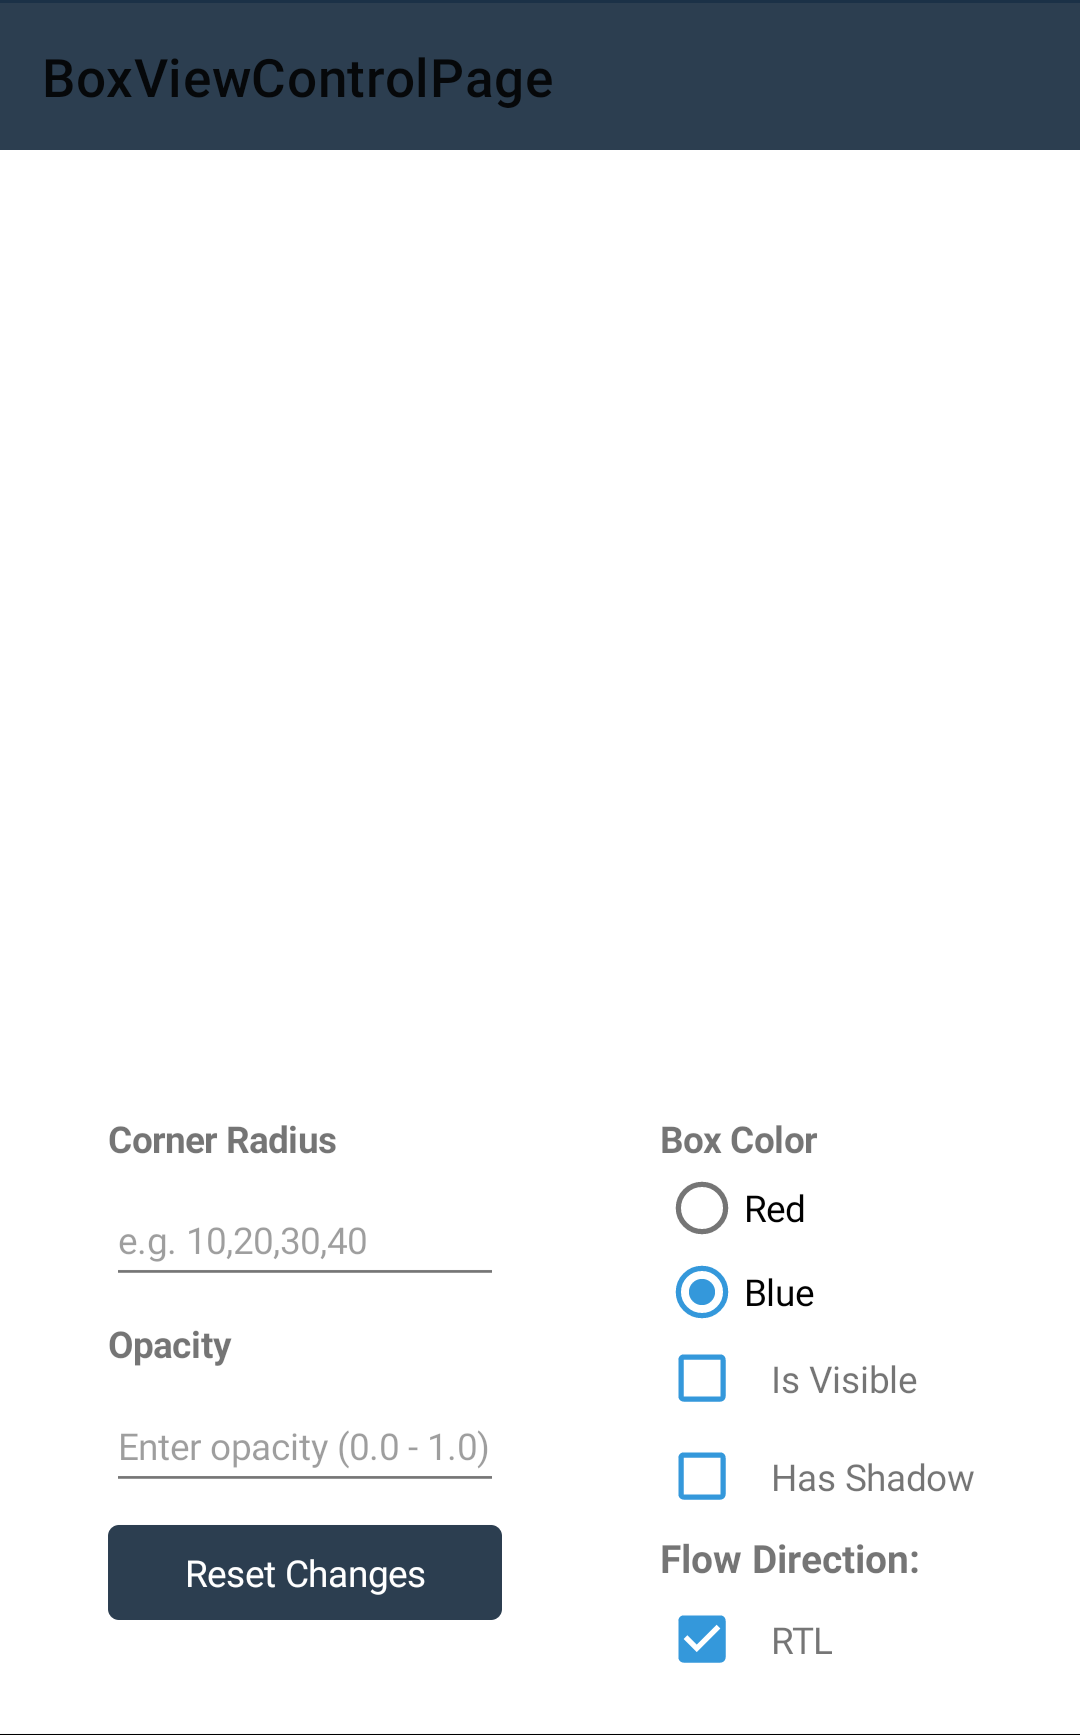 BoxViewControlPage
Corner Radius
e.g. 10,20,30,40
Opacity
Enter opacity (0.0 - 1.0)
Reset Changes
Box Color
Red
Blue
Is Visible
Has Shadow
Flow Direction:
RTL